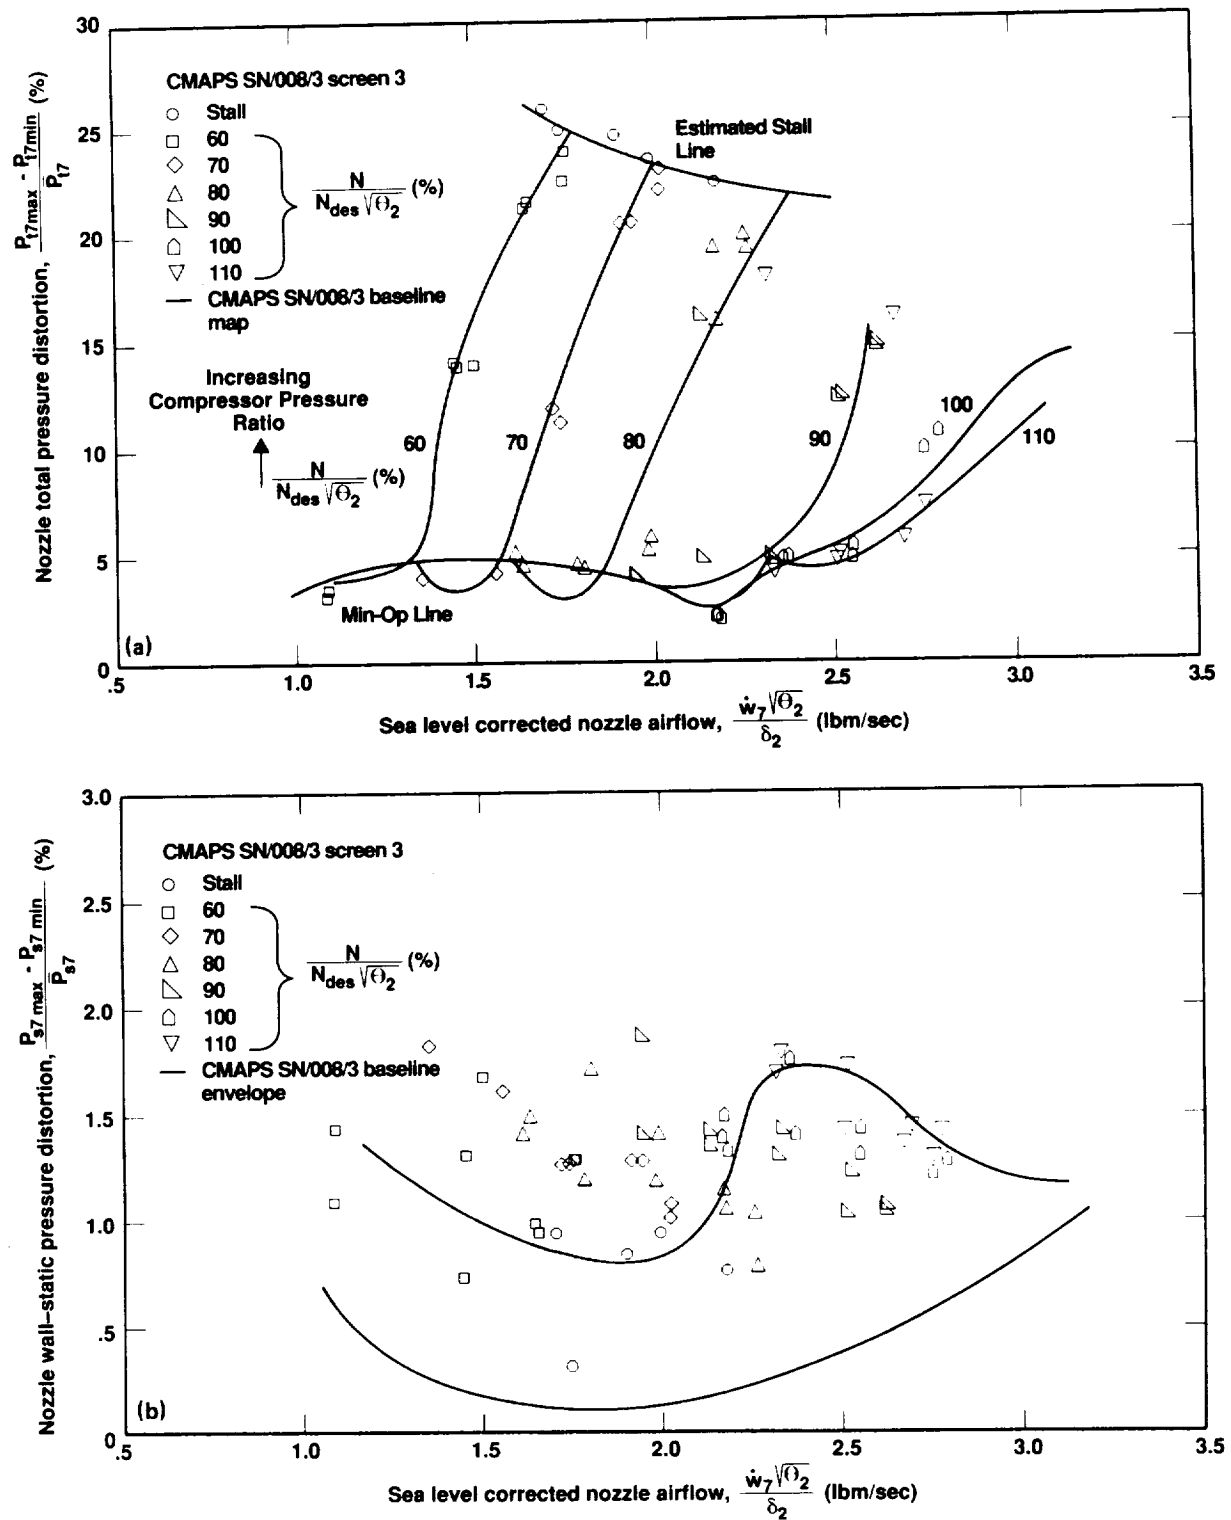 30
25
20
15
10
5
0
Nozzle total pressure distortion, (P_t7max - P_t7min) / P̄_t7 (%)
CMAPS SN/008/3 screen 3
○ Stall
□ 60
◇ 70
△ 80
◺ 90
100
▽ 110
N / (N_des √Θ_2) (%)
— CMAPS SN/008/3 baseline
map
Increasing
Compressor Pressure
Ratio
N / (N_des √Θ_2) (%)
Estimated Stall
Line
60
70
80
90
100
110
Min-Op Line
(a)
.5 1.0 1.5 2.0 2.5 3.0 3.5
Sea level corrected nozzle airflow, ẇ_7 √Θ_2 / δ_2 (lbm/sec)
3.0
2.5
2.0
1.5
1.0
.5
0
Nozzle wall-static pressure distortion, (P_s7 max - P_s7 min) / P̄_s7 (%)
CMAPS SN/008/3 screen 3
○ Stall
□ 60
◇ 70
△ 80
◺ 90
100
▽ 110
N / (N_des √Θ_2) (%)
— CMAPS SN/008/3 baseline
envelope
(b)
.5 1.0 1.5 2.0 2.5 3.0 3.5
Sea level corrected nozzle airflow, ẇ_7 √Θ_2 / δ_2 (lbm/sec)